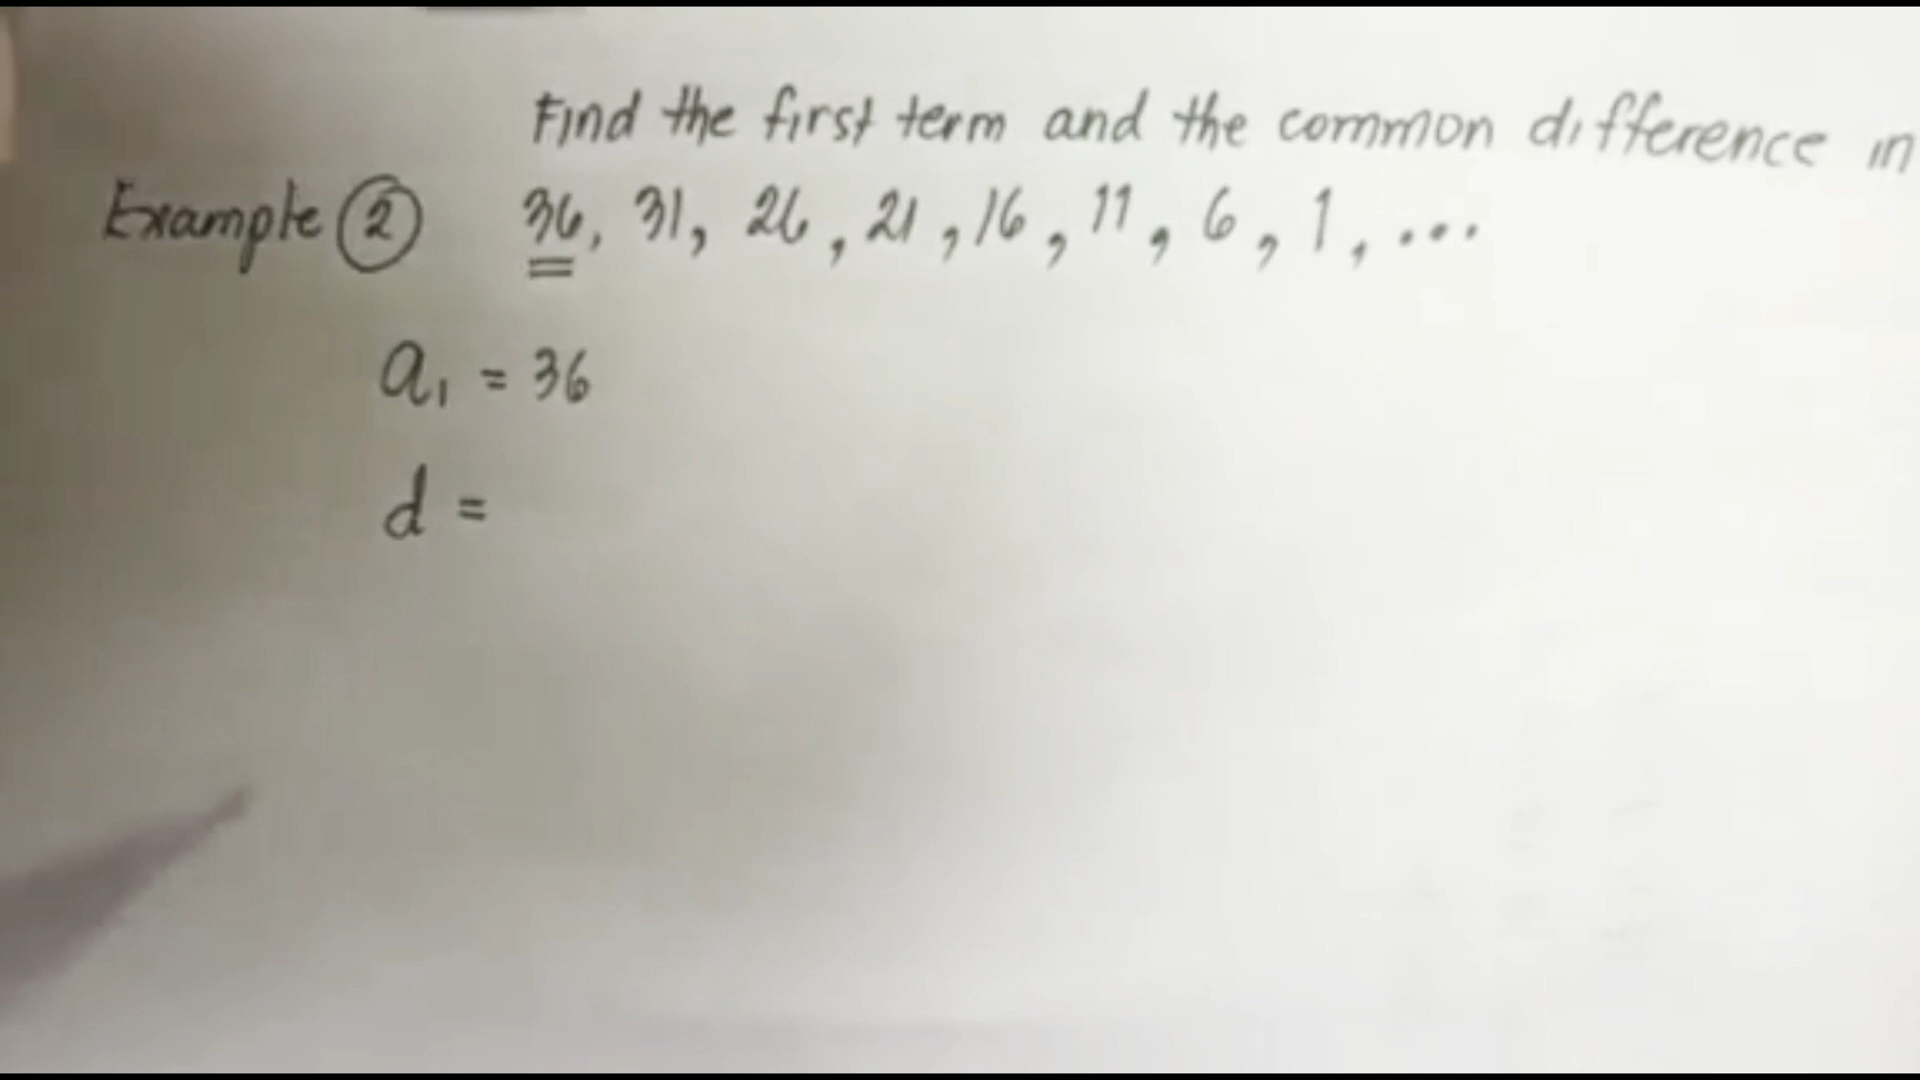 Find the first term and the common difference in
Example ② 36, 31, 26, 21, 16, 11, 6, 1, ...
a₁ = 36
d =